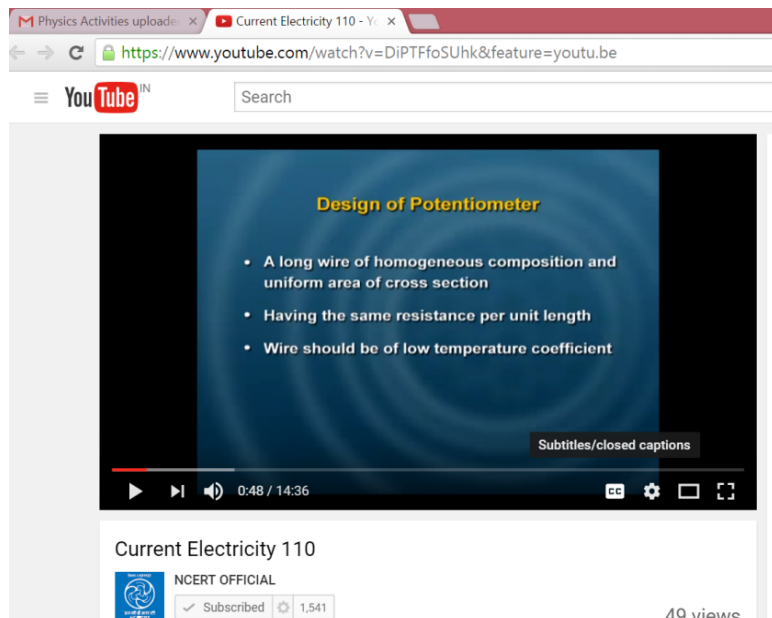 Physics Activities uploade
Current Electricity 110 - Yo
https://www.youtube.com/watch?v=DiPTFfoSUhk&feature=youtu.be
YouTube IN
Search
Design of Potentiometer
• A long wire of homogeneous composition and
uniform area of cross section
• Having the same resistance per unit length
• Wire should be of low temperature coefficient
Subtitles/closed captions
0:48 / 14:36
CC
Current Electricity 110
NCERT OFFICIAL
Subscribed 1,541
49 views